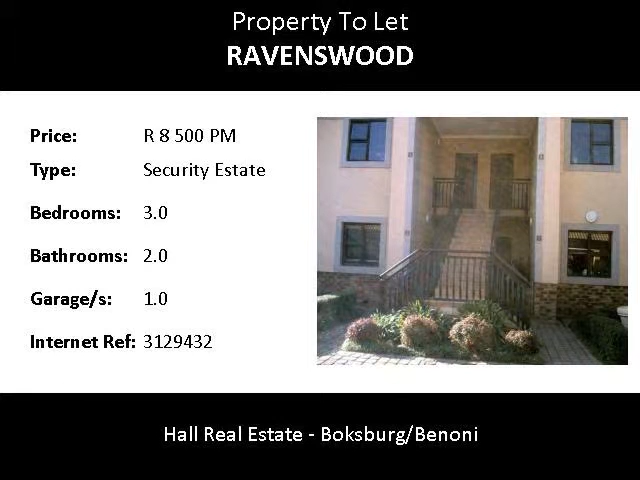 Property To Let
RAVENSWOOD
Price: R 8 500 PM
Type: Security Estate
Bedrooms: 3.0
Bathrooms: 2.0
Garage/s: 1.0
Internet Ref: 3129432
Hall Real Estate - Boksburg/Benoni